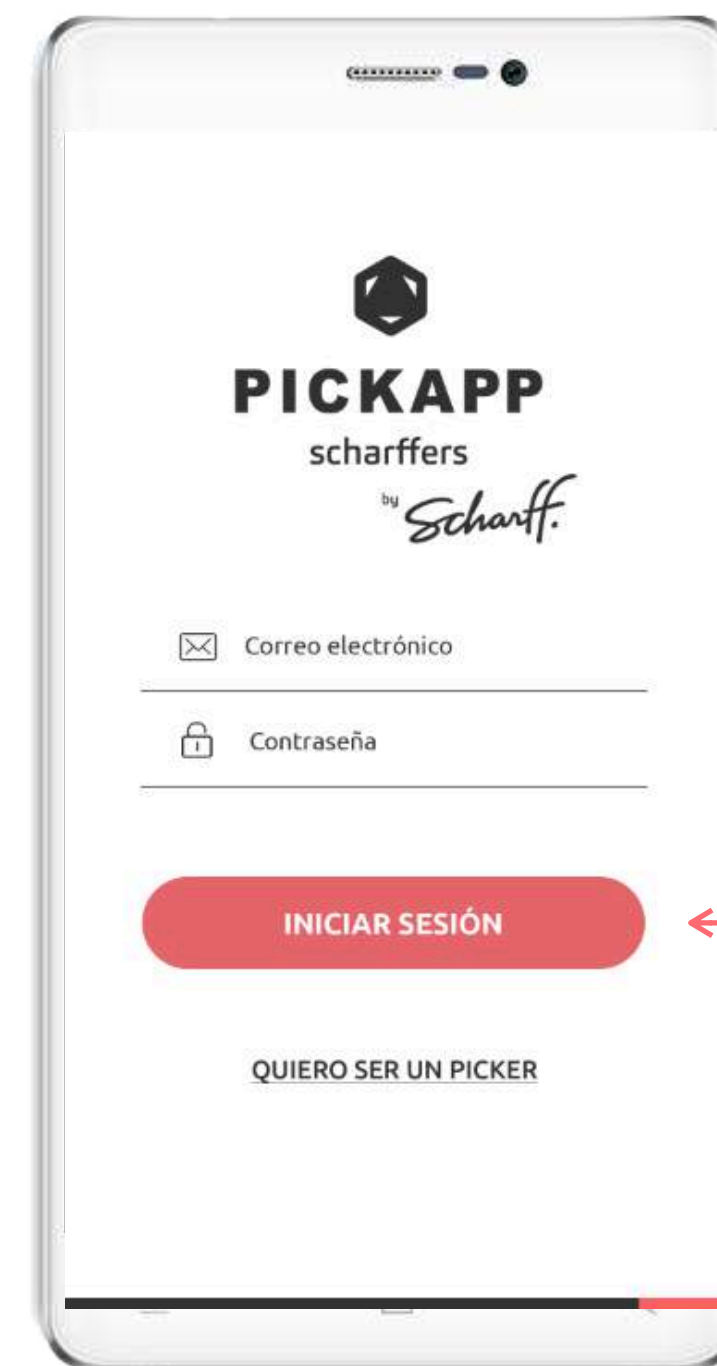 PICKAPP
scharffers
by Scharff.
Correo electrónico
Contraseña
INICIAR SESIÓN
QUIERO SER UN PICKER